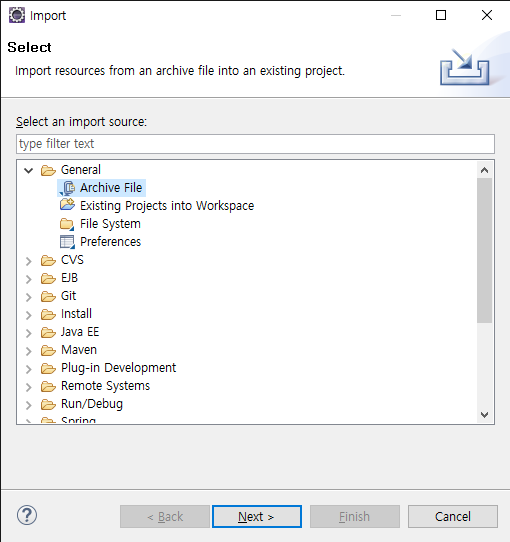 Import
Select
Import resources from an archive file into an existing project.
Select an import source:
type filter text
General
Archive File
Existing Projects into Workspace
File System
Preferences
CVS
EJB
Git
Install
Java EE
Maven
Plug-in Development
Remote Systems
Run/Debug
Spring
?
< Back
Next >
Finish
Cancel